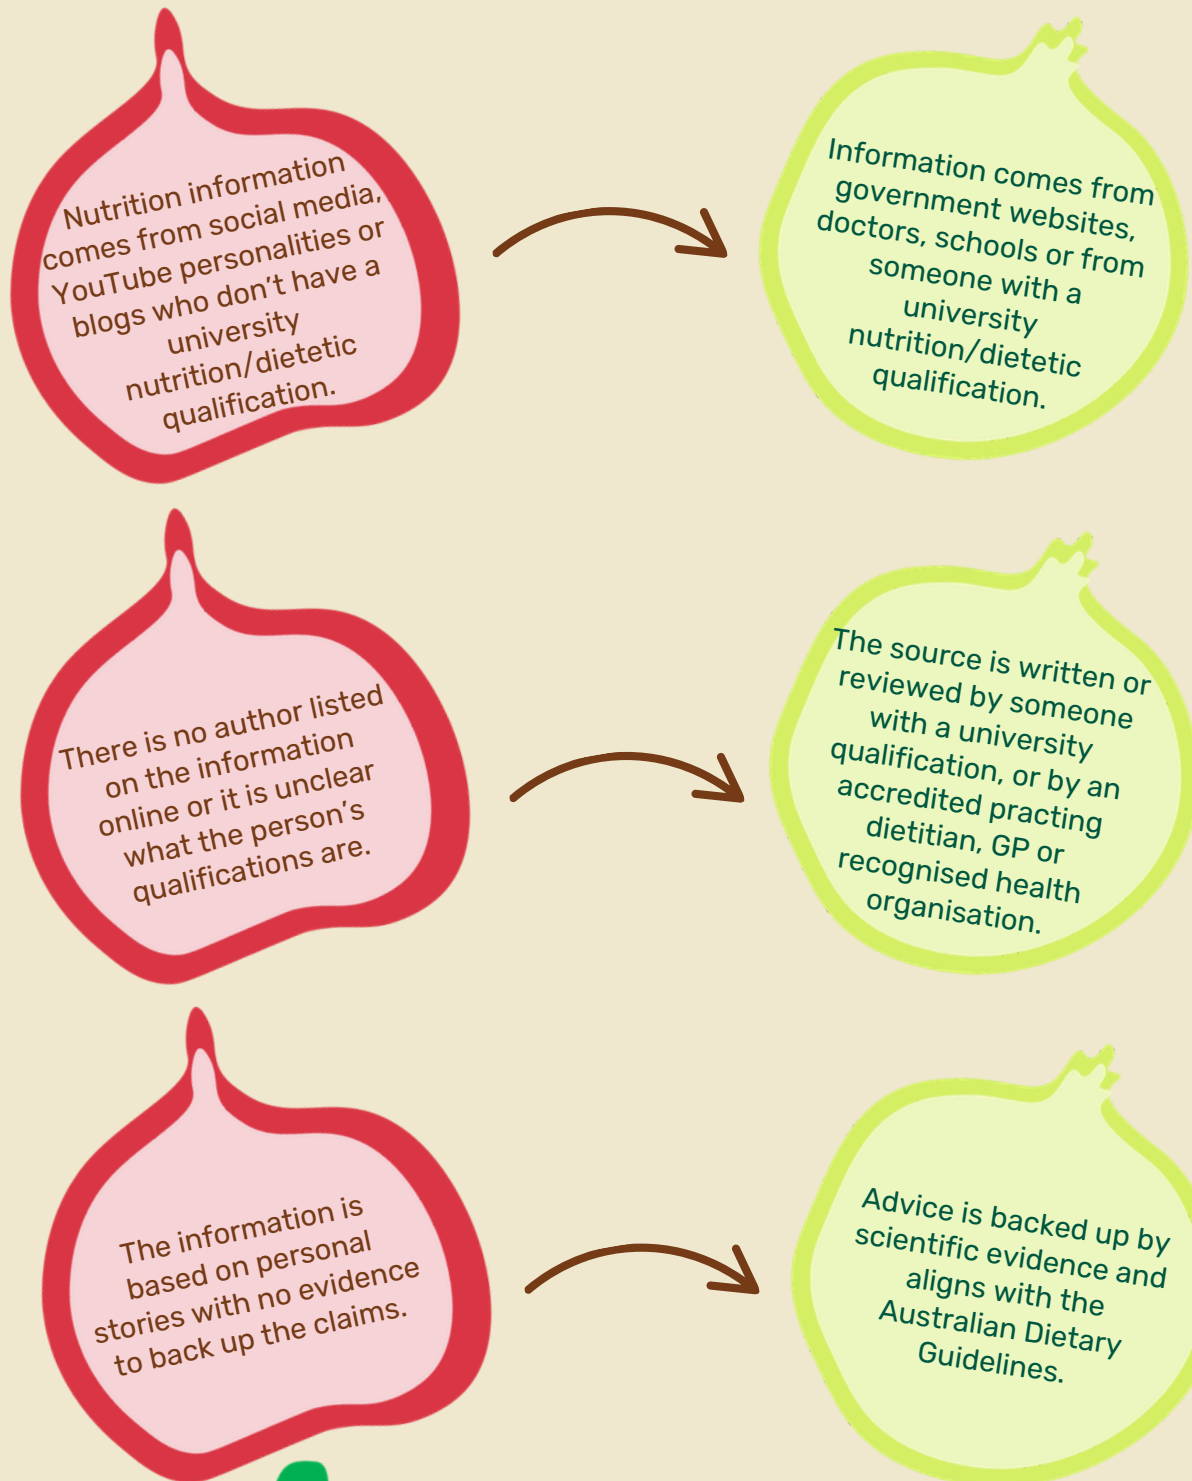 Nutrition information
comes from social media,
YouTube personalities or
blogs who don't have a
university
nutrition/dietetic
qualification.
Information comes from
government websites,
doctors, schools or from
someone with a
university
nutrition/dietetic
qualification.
There is no author listed
on the information
online or it is unclear
what the person's
qualifications are.
The source is written or
reviewed by someone
with a university
qualification, or by an
accredited practing
dietitian, GP or
recognised health
organisation.
The information is
based on personal
stories with no evidence
to back up the claims.
Advice is backed up by
scientific evidence and
aligns with the
Australian Dietary
Guidelines.